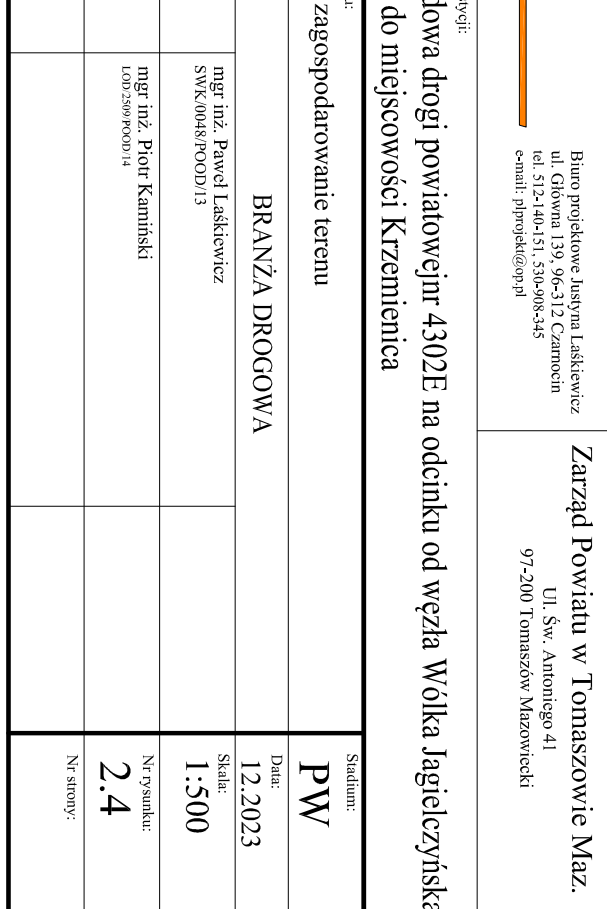 Biuro projektowe Justyna Laśkiewicz
ul. Główna 139, 96-312 Czarnocin
tel. 512-140-151, 530-908-345
e-mail: plprojekt@op.pl
Zarząd Powiatu w Tomaszowie Maz.
Ul. Św. Antoniego 41
97-200 Tomaszów Mazowiecki
tycji:
dowa drogi powiatowejnr 4302E na odcinku od węzła Wólka Jagielczyńska
do miejscowości Krzemienica
u:
zagospodarowanie terenu
Stadium:
PW
BRANŻA DROGOWA
Data:
12.2023
mgr inż. Paweł Laśkiewicz
SWK/0048/POOD/13
Skala:
1:500
mgr inż. Piotr Kamiński
LOD/2509/POOD/14
Nr rysunku:
2.4
Nr strony: